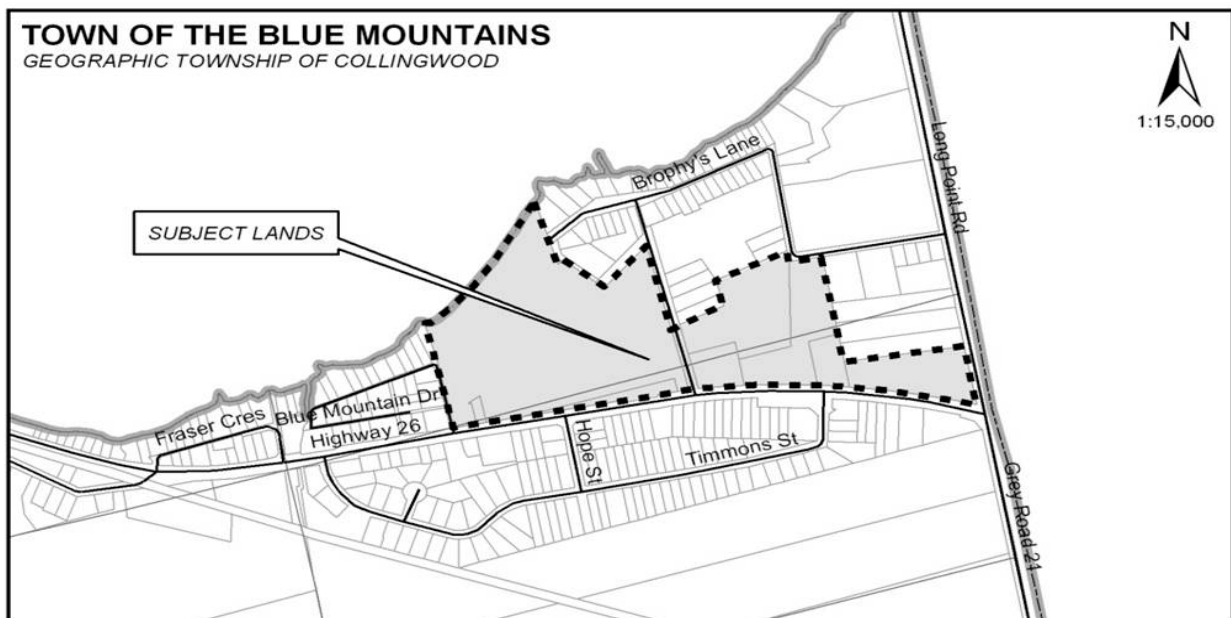 TOWN OF THE BLUE MOUNTAINS
GEOGRAPHIC TOWNSHIP OF COLLINGWOOD
N
1:15,000
Long Point Rd
Brophy's Lane
SUBJECT LANDS
Fraser Cres
Blue Mountain Dr
Highway 26
Hope St
Timmons St
Grey Road 21